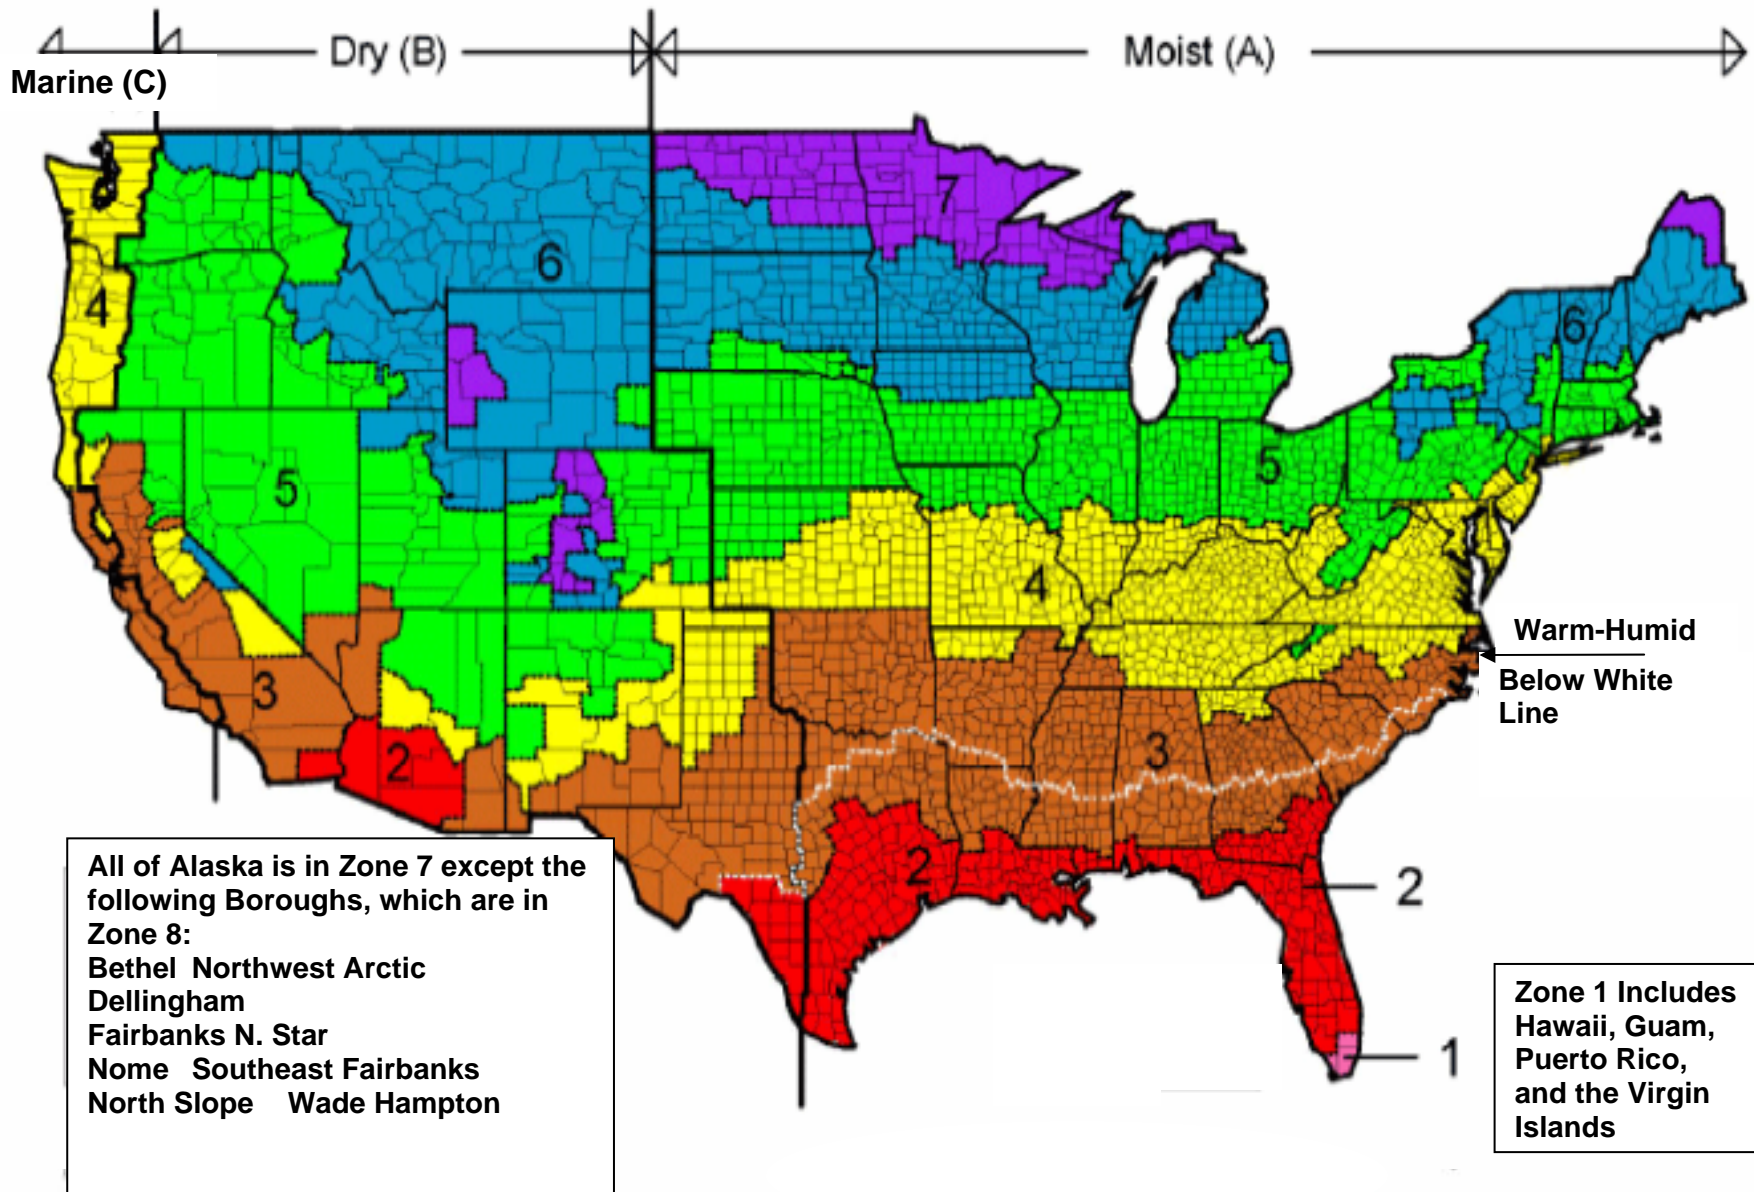 Dry (B)
Moist (A)
Marine (C)
7
6
4
6
5
5
4
Warm-Humid
Below White
Line
3
3
2
2
2
1
All of Alaska is in Zone 7 except the
following Boroughs, which are in
Zone 8:
Bethel  Northwest Arctic
Dellingham
Fairbanks N. Star
Nome   Southeast Fairbanks
North Slope    Wade Hampton
Zone 1 Includes
Hawaii, Guam,
Puerto Rico,
and the Virgin
Islands